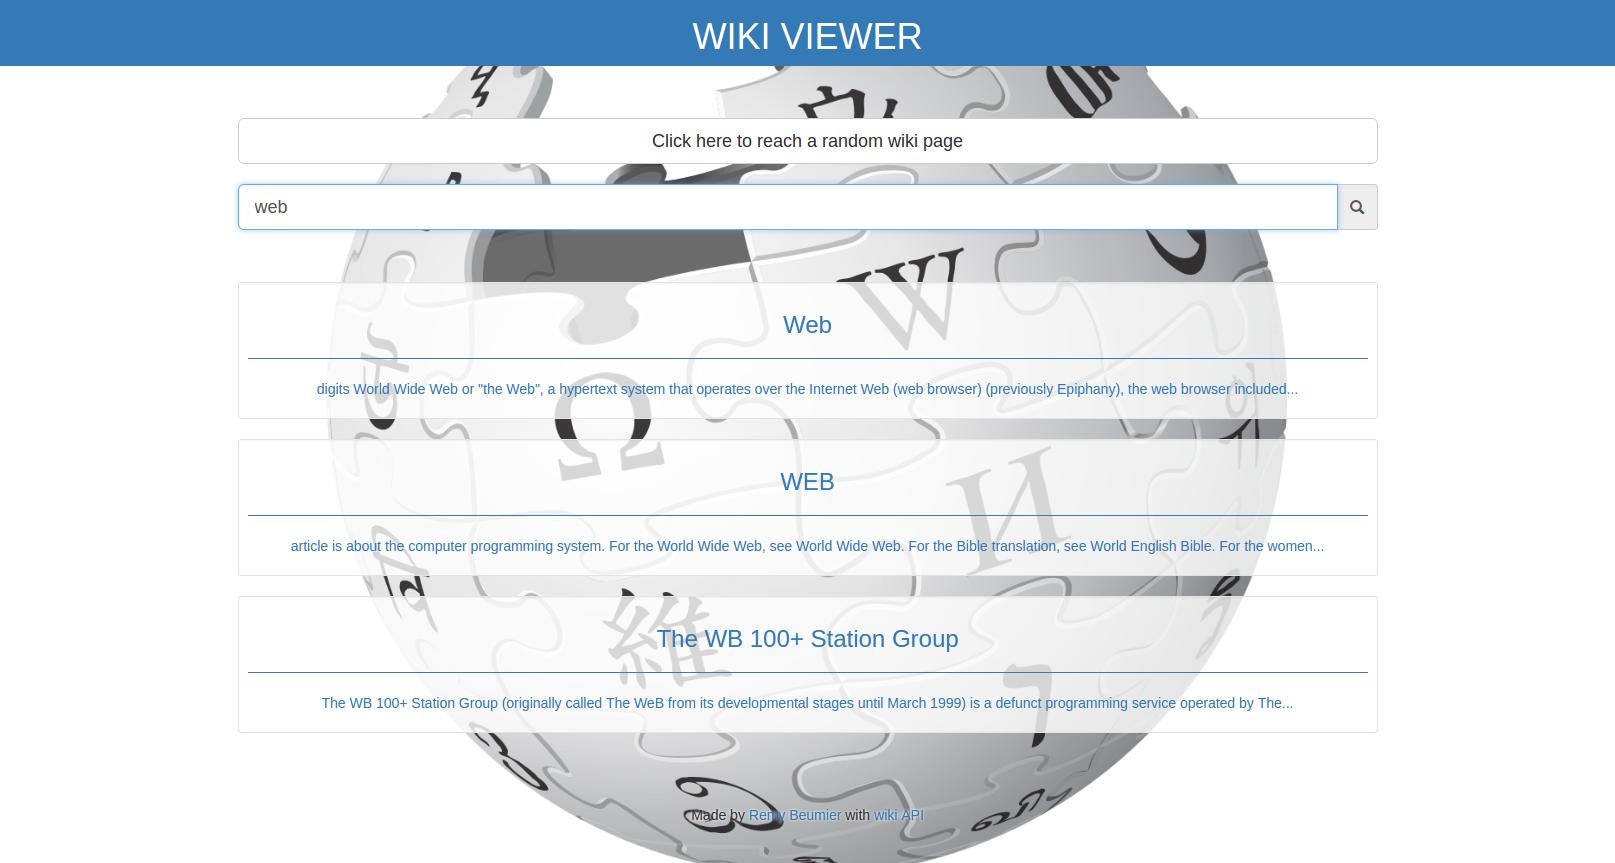 WIKI VIEWER
Click here to reach a random wiki page
web
W
Web
digits World Wide Web or "the Web", a hypertext system that operates over the Internet Web (web browser) (previously Epiphany), the web browser included...
Ω
WEB
И
article is about the computer programming system. For the World Wide Web, see World Wide Web. For the Bible translation, see World English Bible. For the women...
維
The WB 100+ Station Group
The WB 100+ Station Group (originally called The WeB from its developmental stages until March 1999) is a defunct programming service operated by The...
Made by Remy Beumier with wiki API